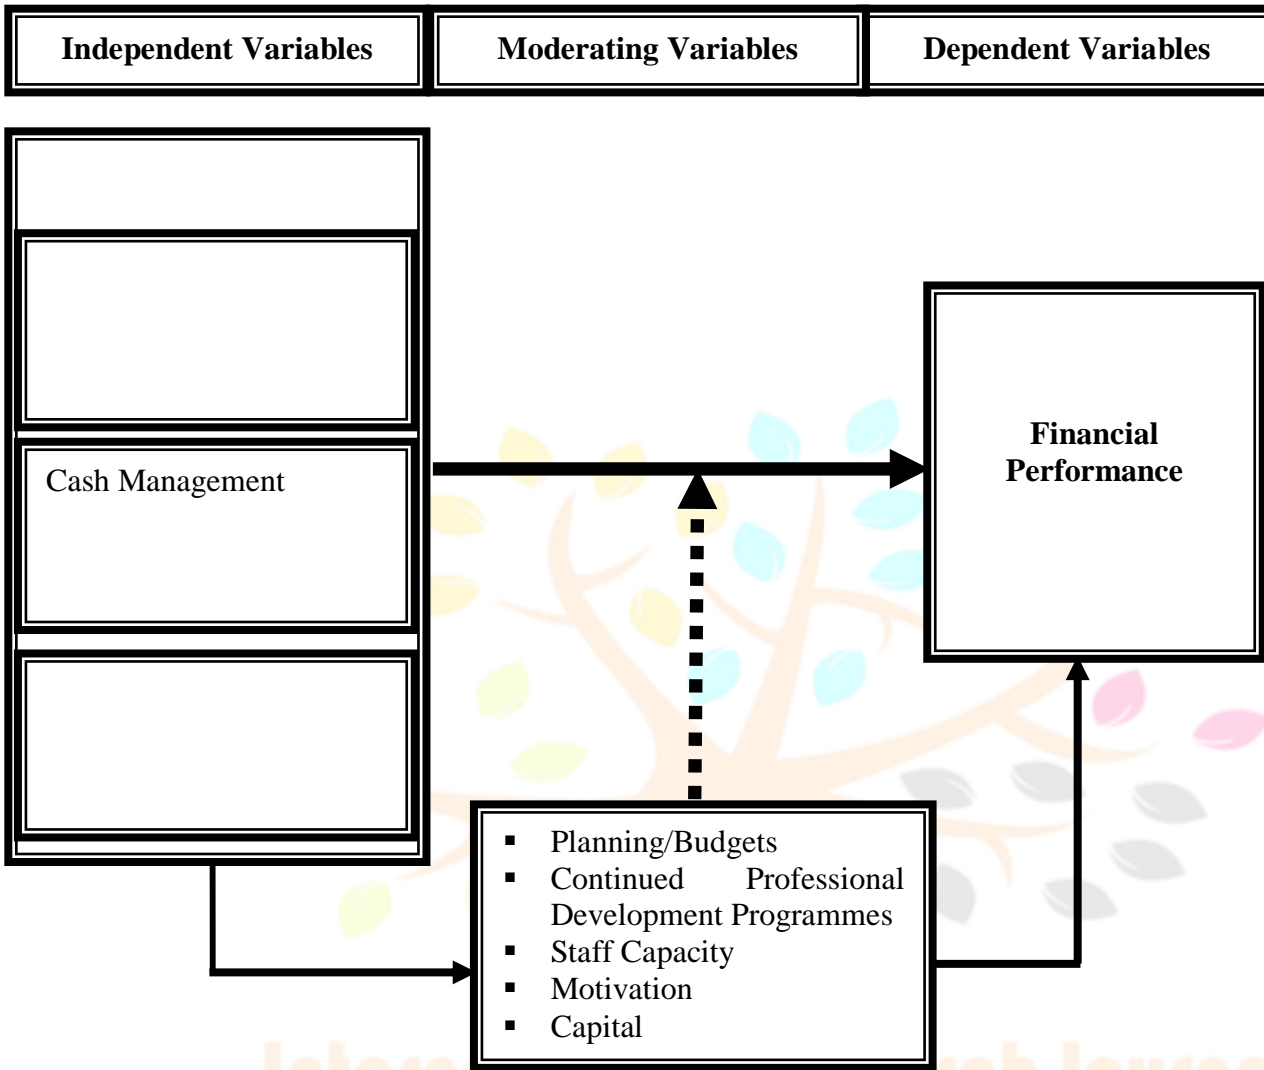 Independent Variables
Moderating Variables
Dependent Variables
Cash Management
Financial
Performance
▪ Planning/Budgets
▪ Continued Professional
Development Programmes
▪ Staff Capacity
▪ Motivation
▪ Capital